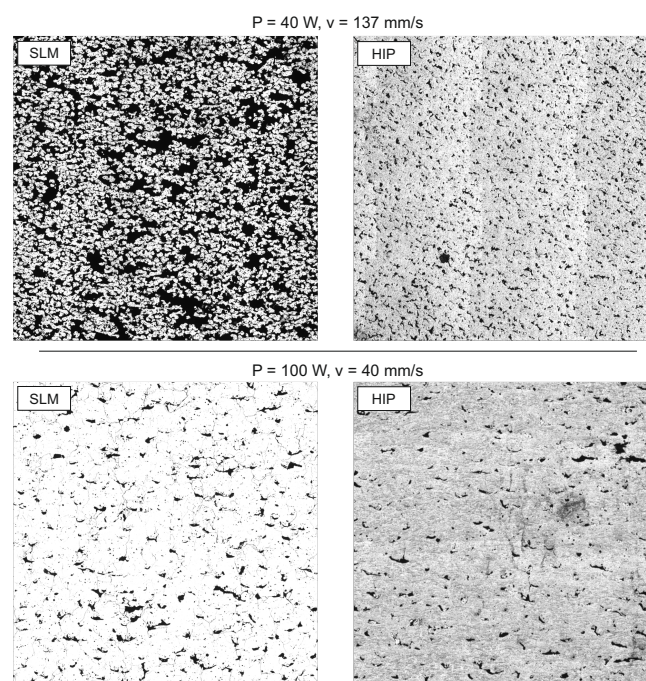 P = 40 W, v = 137 mm/s
SLM
HIP
P = 100 W, v = 40 mm/s
SLM
HIP